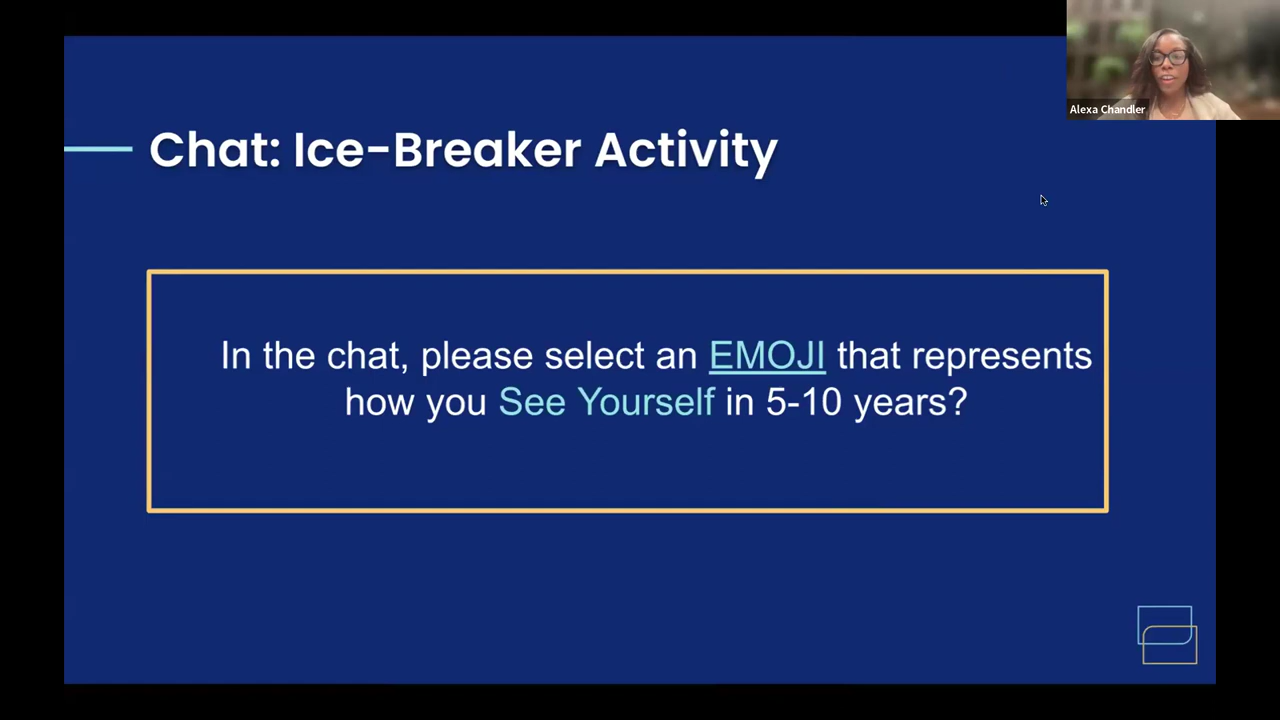 Alexa Chandler
Chat: Ice-Breaker Activity
In the chat, please select an EMOJI that represents
how you See Yourself in 5-10 years?